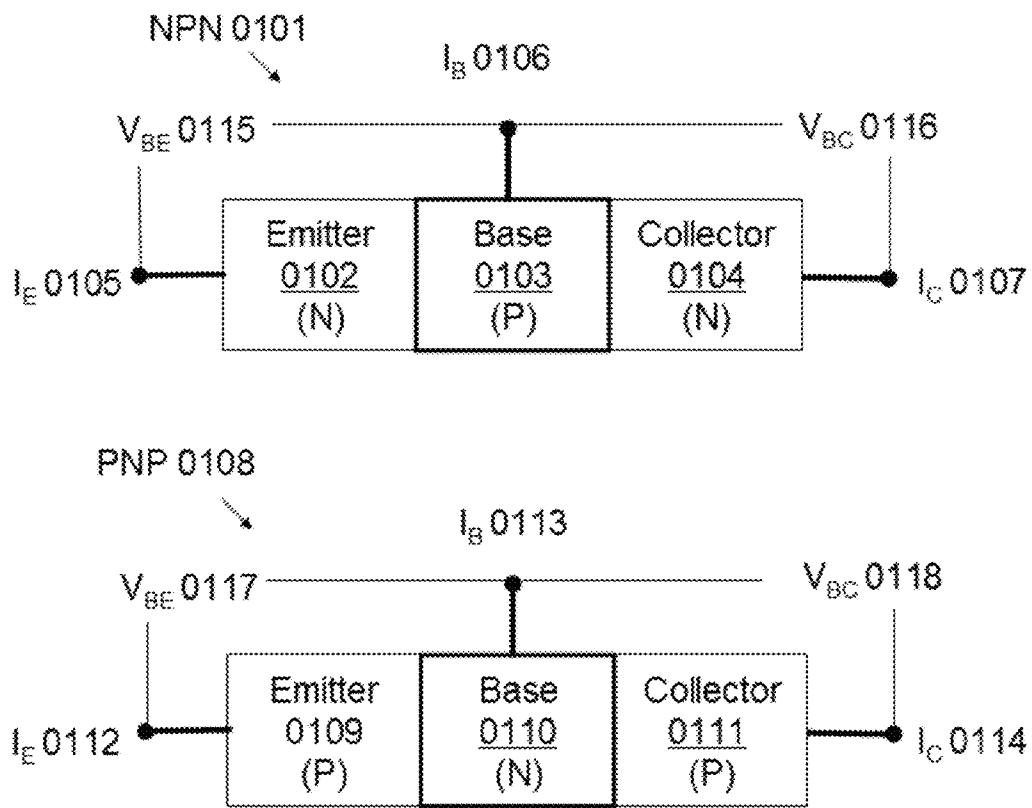 NPN 0101
I_B 0106
V_BE 0115
V_BC 0116
Emitter
0102
(N)
Base
0103
(P)
Collector
0104
(N)
I_E 0105
I_C 0107
PNP 0108
I_B 0113
V_BE 0117
V_BC 0118
Emitter
0109
(P)
Base
0110
(N)
Collector
0111
(P)
I_E 0112
I_C 0114